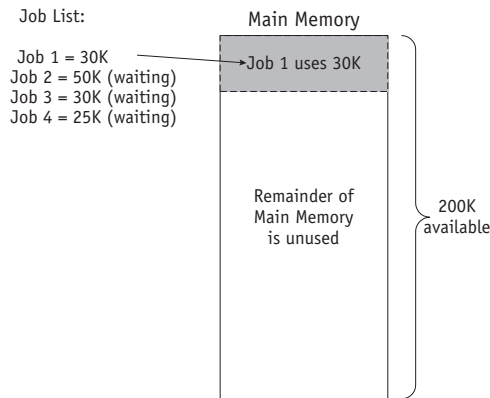 Job List:
Job 1 = 30K
Job 2 = 50K (waiting)
Job 3 = 30K (waiting)
Job 4 = 25K (waiting)
Main Memory
Job 1 uses 30K
Remainder of
Main Memory
is unused
200K
available